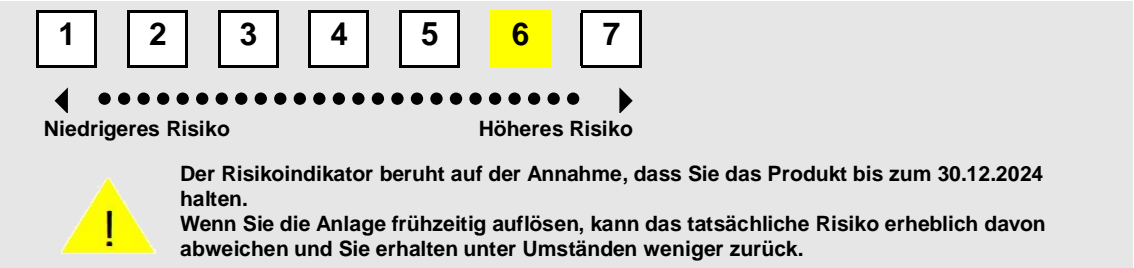 1 2 3 4 5 6 7
Niedrigeres Risiko Höheres Risiko
Der Risikoindikator beruht auf der Annahme, dass Sie das Produkt bis zum 30.12.2024
halten.
Wenn Sie die Anlage frühzeitig auflösen, kann das tatsächliche Risiko erheblich davon
abweichen und Sie erhalten unter Umständen weniger zurück.
!